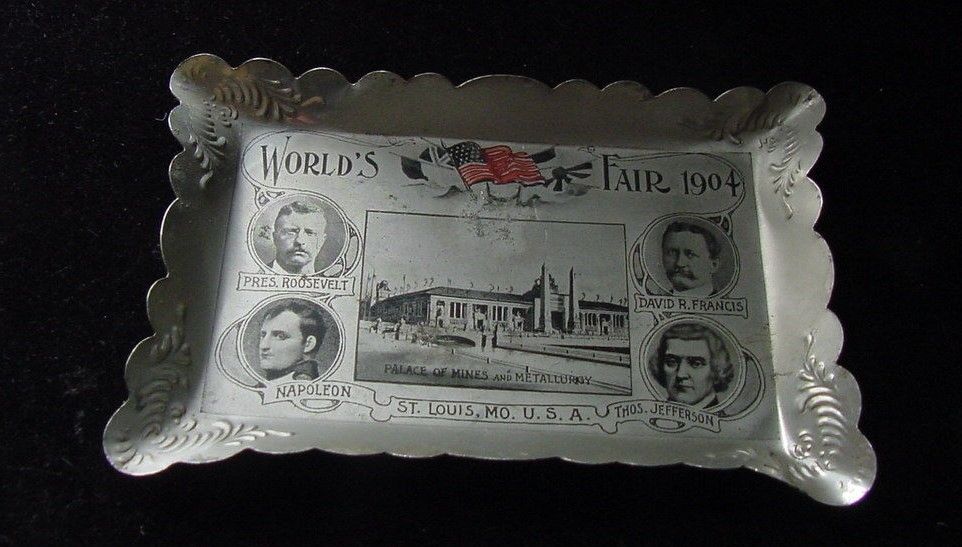 WORLD'S FAIR 1904
PRES. ROOSEVELT
DAVID R. FRANCIS
NAPOLEON
THOS. JEFFERSON
PALACE OF MINES AND METALLURGY
ST. LOUIS, MO. U. S. A.